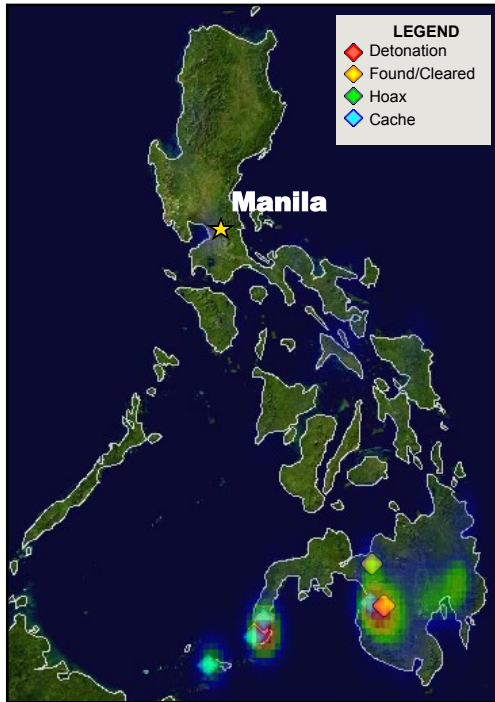 LEGEND
Detonation
Found/Cleared
Hoax
Cache
Manila